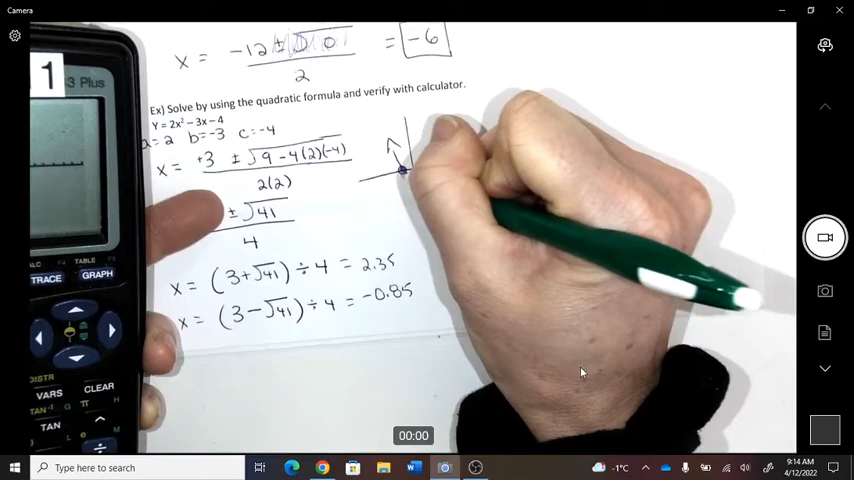 Camera
x = -12 ± √0 = -6
2
1
3 Plus
Ex) Solve by using the quadratic formula and verify with calculator.
Y = 2x² - 3x - 4
a = 2 b = -3 c = -4
x = +3 ± √9 - 4(2)(-4)
2(2)
± √41
4
x = (3+√41) ÷ 4 = 2.35
x = (3-√41) ÷ 4 = -0.85
CALC TABLE
TRACE GRAPH
DISTR
VARS CLEAR
TAN⁻¹ G π H
TAN ^ ÷
00:00
Type here to search
-1°C
9:14 AM
4/12/2022